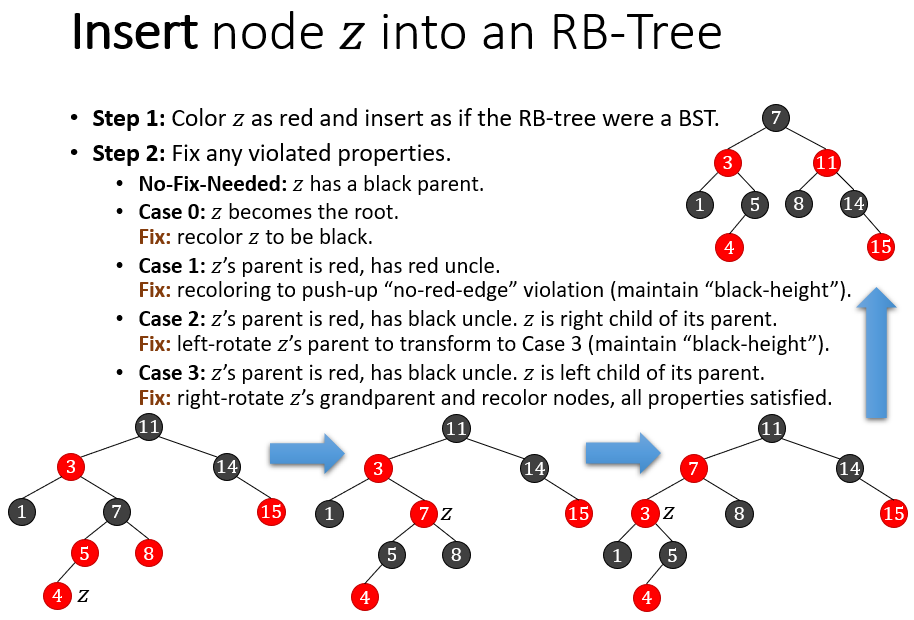 Insert node z into an RB-Tree
• Step 1: Color z as red and insert as if the RB-tree were a BST.
• Step 2: Fix any violated properties.
• No-Fix-Needed: z has a black parent.
• Case 0: z becomes the root.
Fix: recolor z to be black.
• Case 1: z's parent is red, has red uncle.
Fix: recoloring to push-up “no-red-edge” violation (maintain “black-height”).
• Case 2: z's parent is red, has black uncle. z is right child of its parent.
Fix: left-rotate z's parent to transform to Case 3 (maintain “black-height”).
• Case 3: z's parent is red, has black uncle. z is left child of its parent.
Fix: right-rotate z's grandparent and recolor nodes, all properties satisfied.
7
3 11
1 5 8 14
4 15
11
3 14
1 7 15
5 8
4 z
11
3 14
1 7 z 15
5 8
4
11
7 14
3 z 8 15
1 5
4